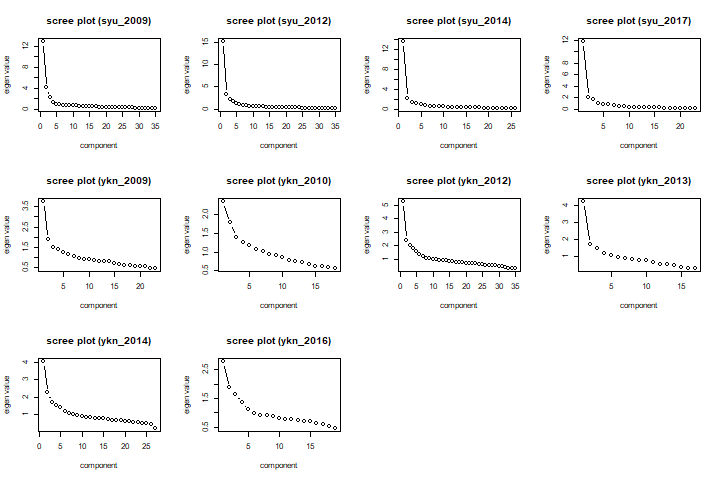 scree plot (syu_2009)
eigen value
0 4 8 12
0 5 10 15 20 25 30 35
component
scree plot (syu_2012)
eigen value
0 5 10 15
0 5 10 15 20 25 30 35
component
scree plot (syu_2014)
eigen value
0 4 8 12
0 5 10 15 20 25
component
scree plot (syu_2017)
eigen value
0 2 4 6 8 12
5 10 15 20
component
scree plot (ykn_2009)
eigen value
0.5 1.5 2.5 3.5
5 10 15 20
component
scree plot (ykn_2010)
eigen value
0.5 1.0 1.5 2.0
5 10 15
component
scree plot (ykn_2012)
eigen value
1 2 3 4 5
0 5 10 15 20 25 30 35
component
scree plot (ykn_2013)
eigen value
1 2 3 4
5 10 15
component
scree plot (ykn_2014)
eigen value
1 2 3 4
0 5 10 15 20 25
component
scree plot (ykn_2016)
eigen value
0.5 1.5 2.5
5 10 15
component